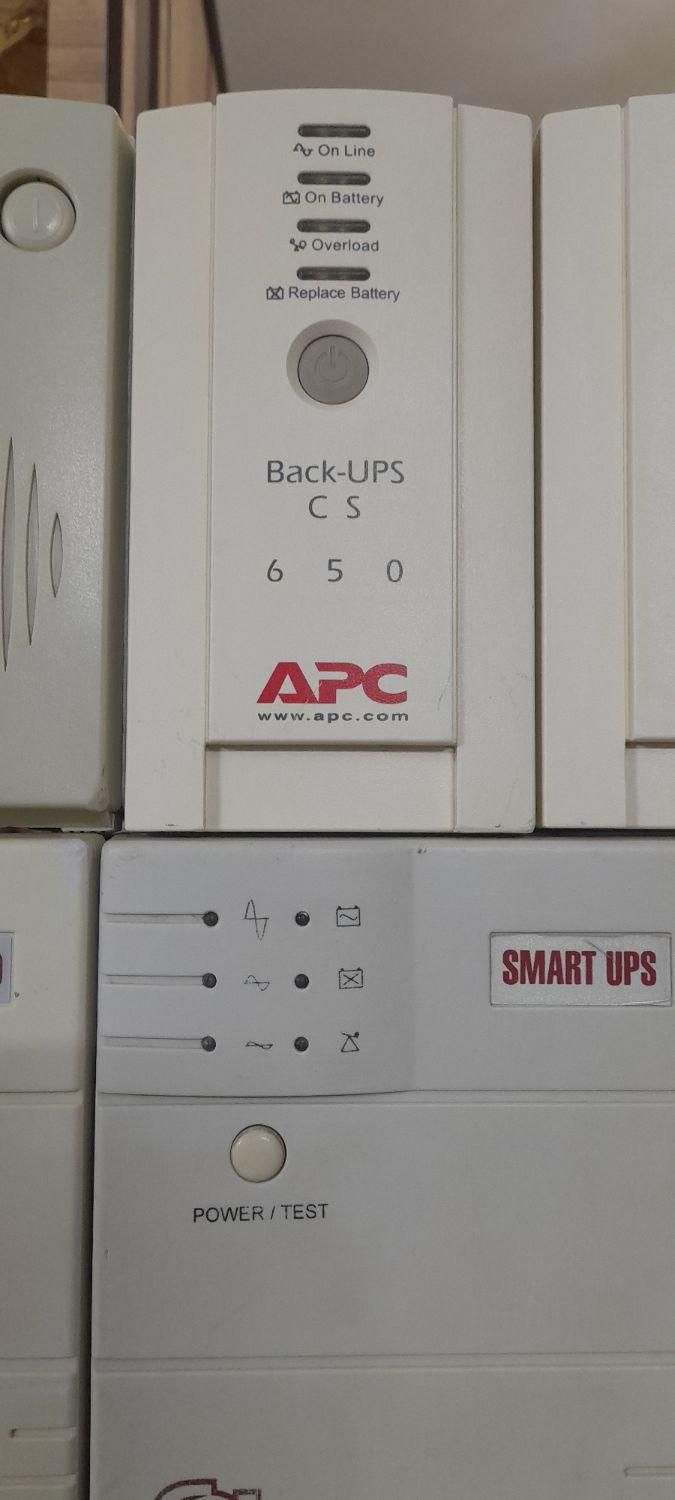 On Line
On Battery
Overload
Replace Battery
Back-UPS
C S
6 5 0
APC
www.apc.com
SMART UPS
POWER / TEST